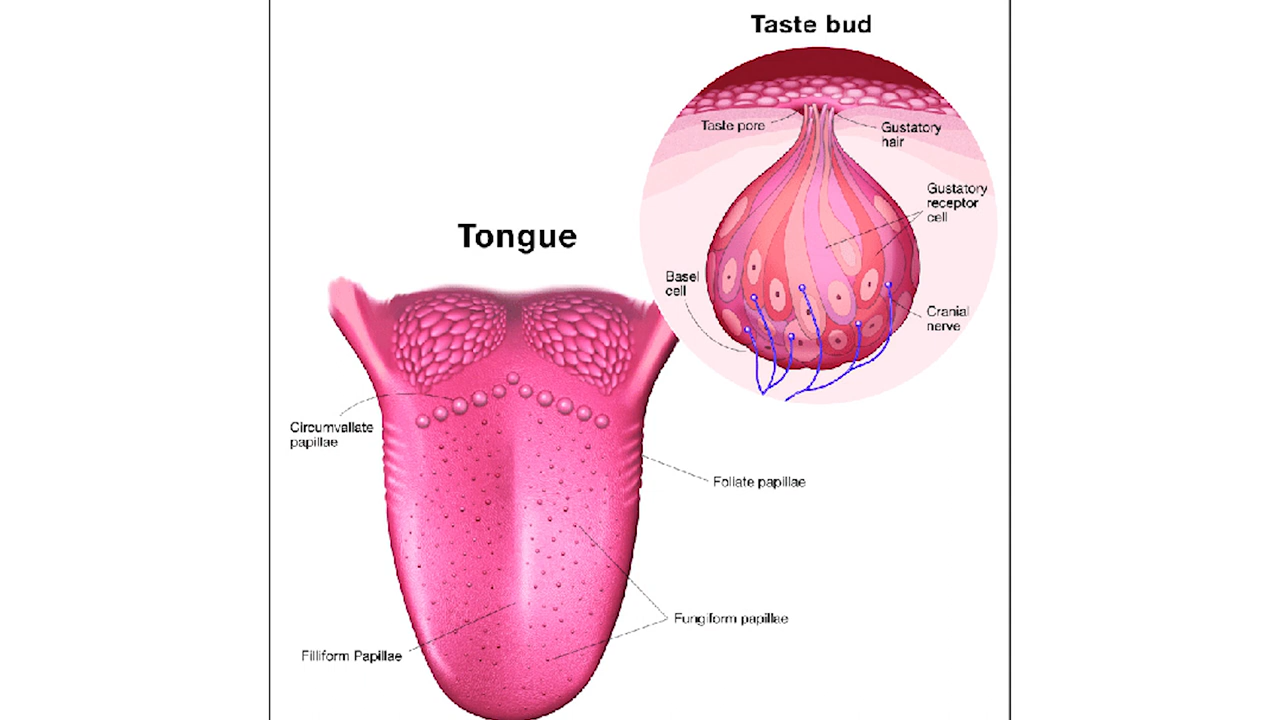 Taste bud
Taste pore
Gustatory
hair
Gustatory
receptor
cell
Basel
cell
Cranial
nerve
Tongue
Circumvallate
papillae
Foliate papillae
Fungiform papillae
Filliform Papillae